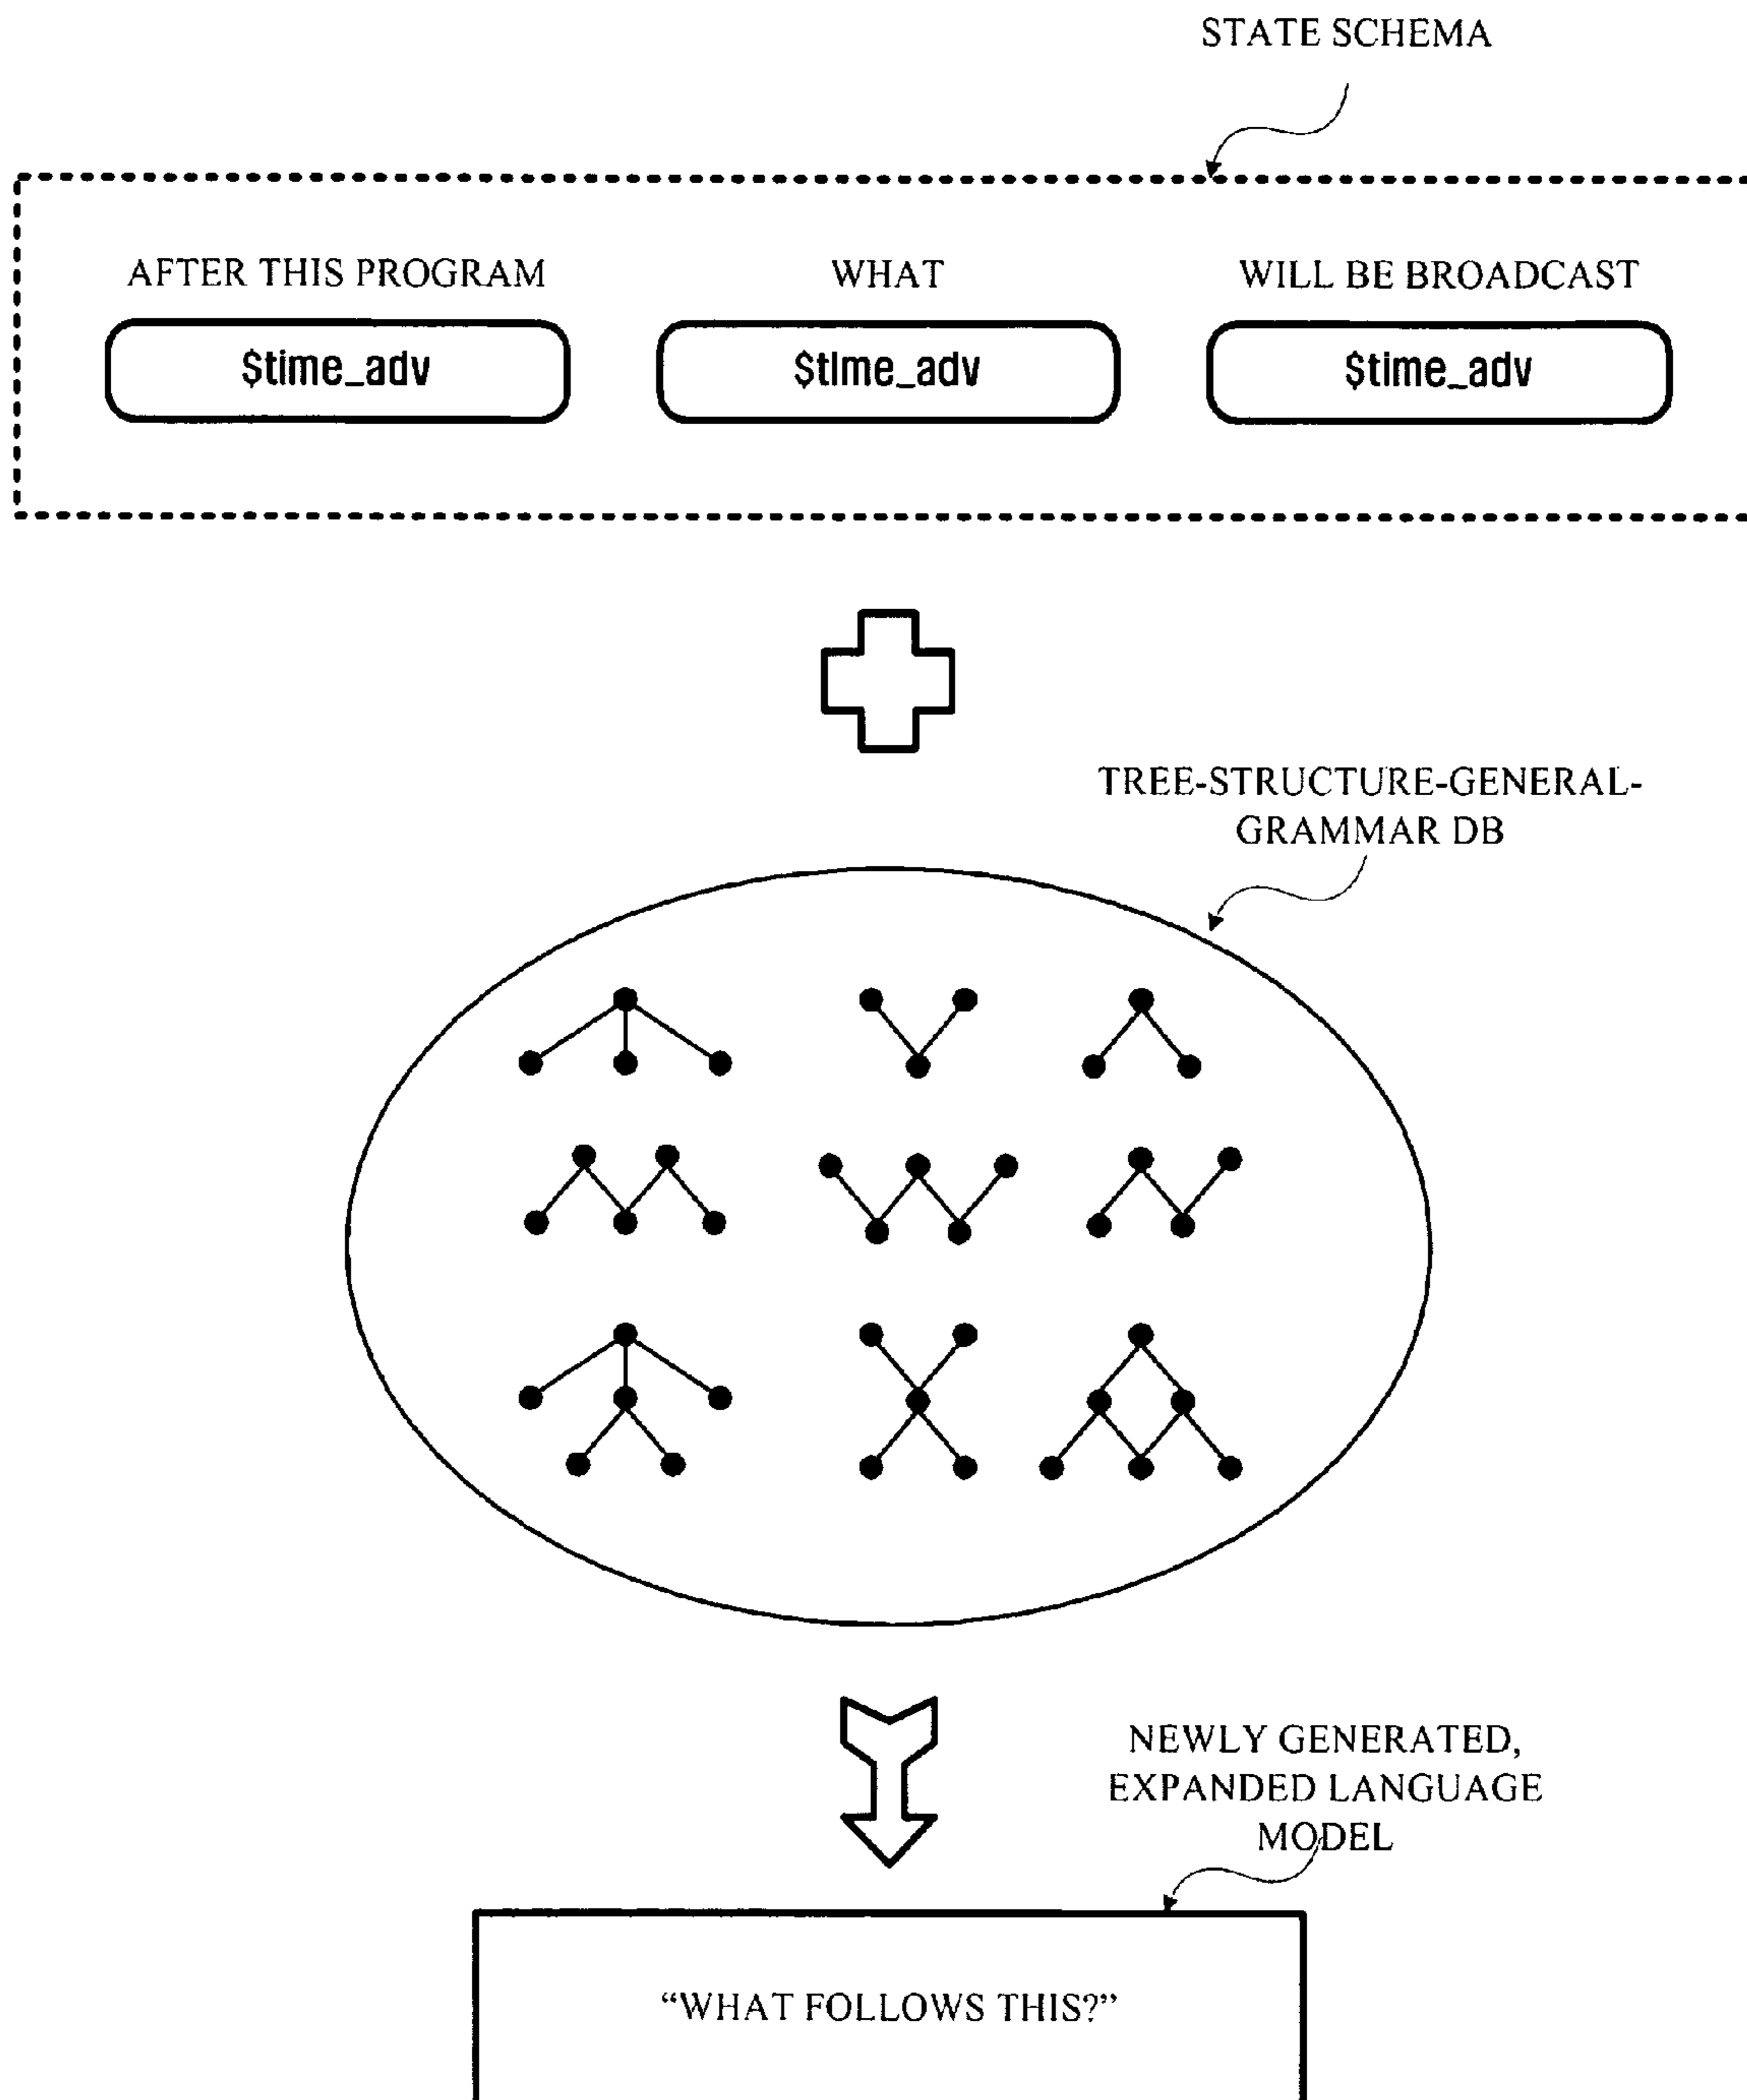 STATE SCHEMA
AFTER THIS PROGRAM
WHAT
WILL BE BROADCAST
$time_adv
$time_adv
$time_adv
TREE-STRUCTURE-GENERAL-
GRAMMAR DB
NEWLY GENERATED,
EXPANDED LANGUAGE
MODEL
“WHAT FOLLOWS THIS?”